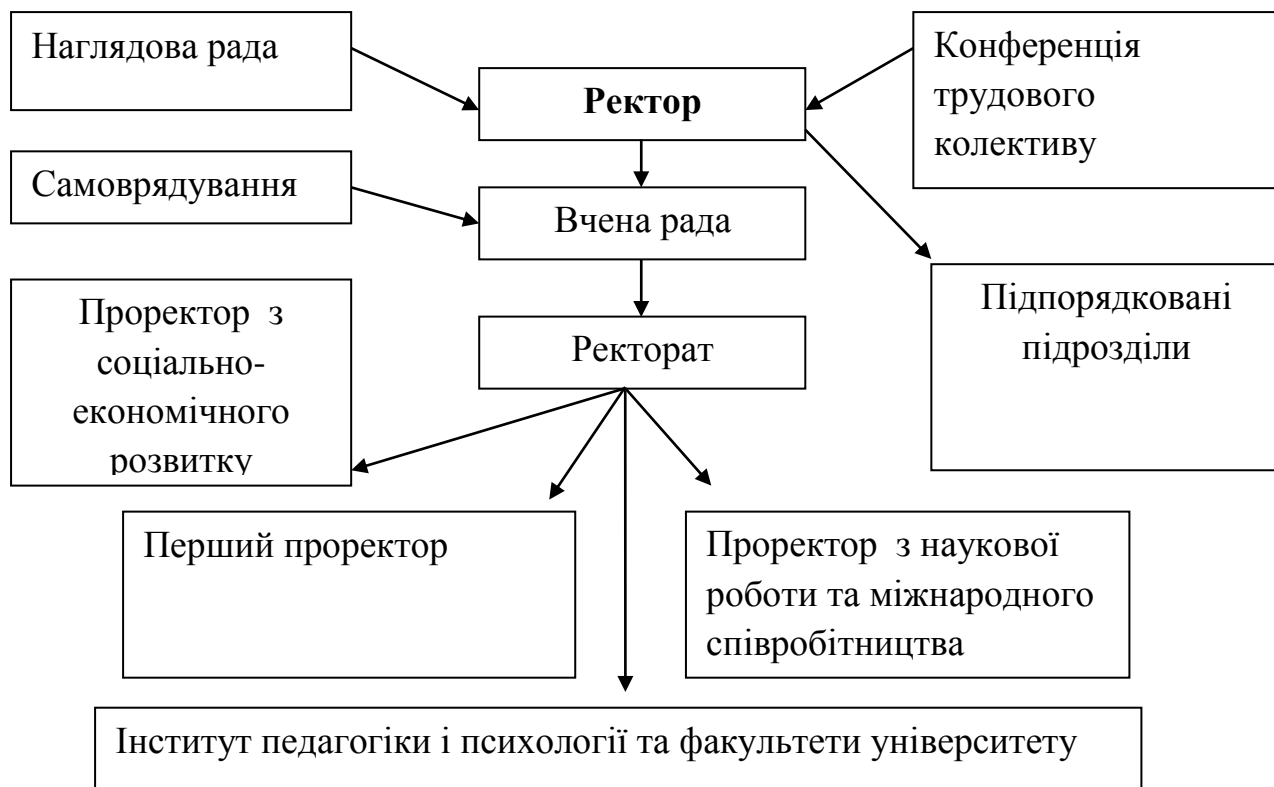 Наглядова рада
Ректор
Конференція
трудового
колективу
Самоврядування
Вчена рада
Проректор з
соціально-
економічного
розвитку
Ректорат
Підпорядковані
підрозділи
Перший проректор
Проректор з наукової
роботи та міжнародного
співробітництва
Інститут педагогіки і психології та факультети університету